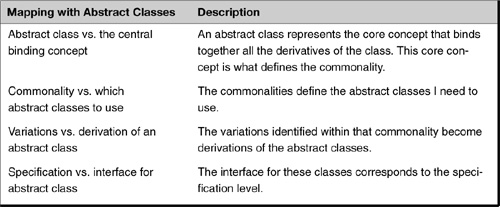 Mapping with Abstract Classes Description
Abstract class vs. the central An abstract class represents the core concept that binds
binding concept together all the derivatives of the class. This core con-
cept is what defines the commonality.
Commonality vs. which The commonalities define the abstract classes I need to
abstract classes to use use.
Variations vs. derivation of an The variations identified within that commonality become
abstract class derivations of the abstract classes.
Specification vs. interface for The interface for these classes corresponds to the speci-
abstract class fication level.